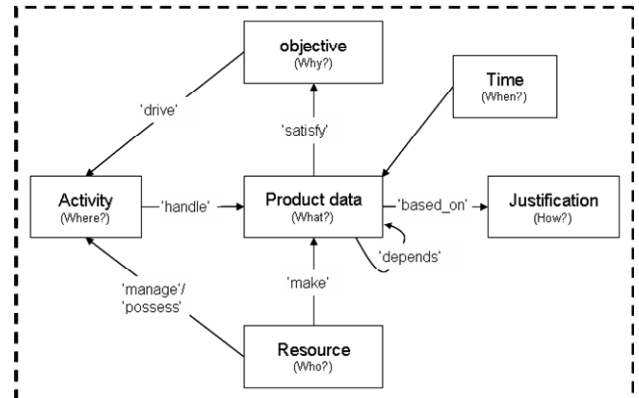 objective
(Why?)
Time
(When?)
'drive'
'satisfy'
Activity
(Where?)
'handle'
Product data
(What?)
'based_on'
Justification
(How?)
'depends'
'manage'/
'possess'
'make'
Resource
(Who?)